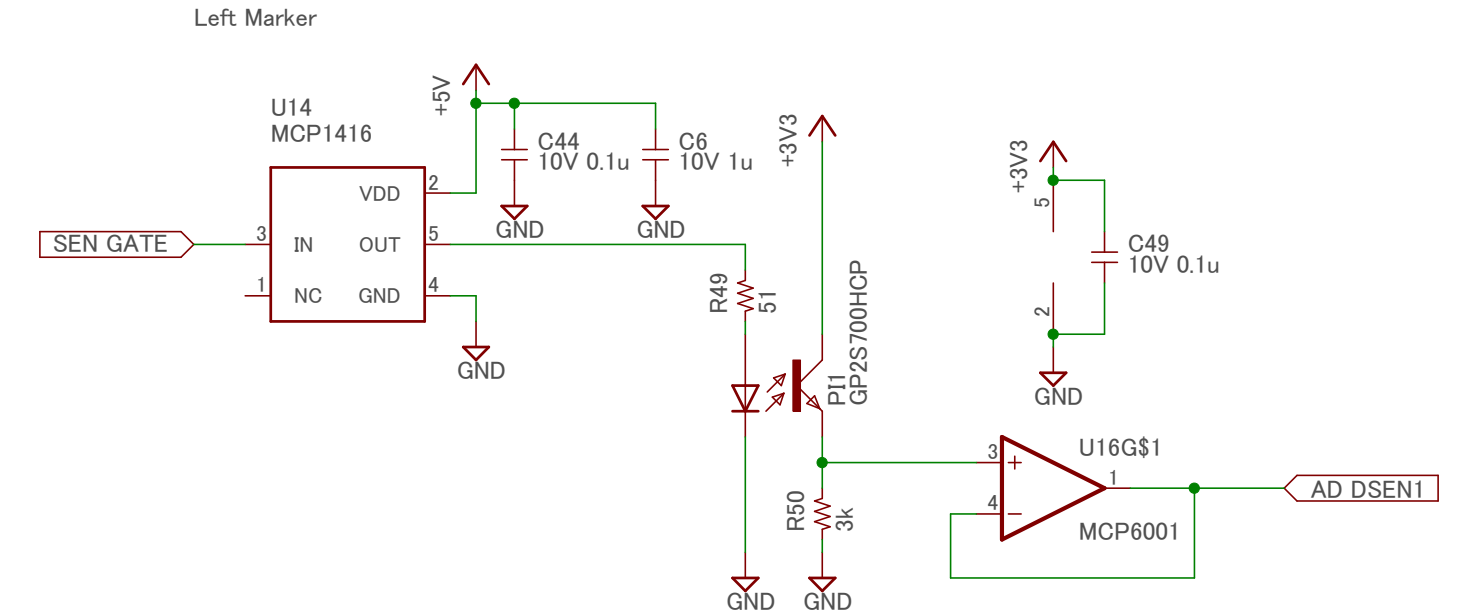 Left Marker
U14
MCP1416
+5V
C44
10V 0.1u
C6
10V 1u
+3V3
+3V3
VDD
2
GND
GND
5
C49
10V 0.1u
SEN GATE
3
IN
OUT
5
1
NC
GND
4
GND
R49
51
PI1
GP2S700HCP
2
GND
3
+
4
−
1
U16G$1
MCP6001
AD DSEN1
R50
3k
GND
GND